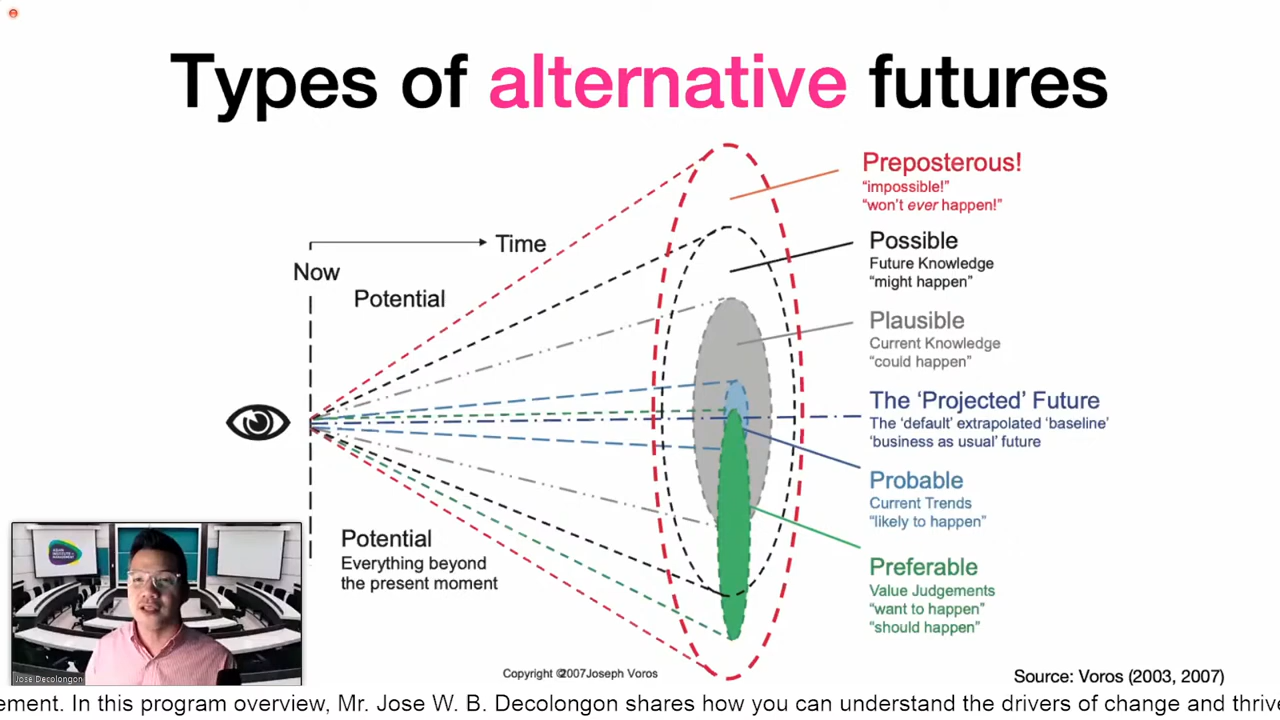 Types of alternative futures
Time
Now
Potential
Preposterous!
“impossible!”
“won’t ever happen!”
Possible
Future Knowledge
“might happen”
Plausible
Current Knowledge
“could happen”
The ‘Projected’ Future
The ‘default’ extrapolated ‘baseline’
‘business as usual’ future
Probable
Current Trends
“likely to happen”
Preferable
Value Judgements
“want to happen”
“should happen”
Potential
Everything beyond
the present moment
ASIAN
INSTITUTE OF
MANAGEMENT
Jose Decolongon
Copyright ©2007Joseph Voros
Source: Voros (2003, 2007)
ement. In this program overview, Mr. Jose W. B. Decolongon shares how you can understand the drivers of change and thrive